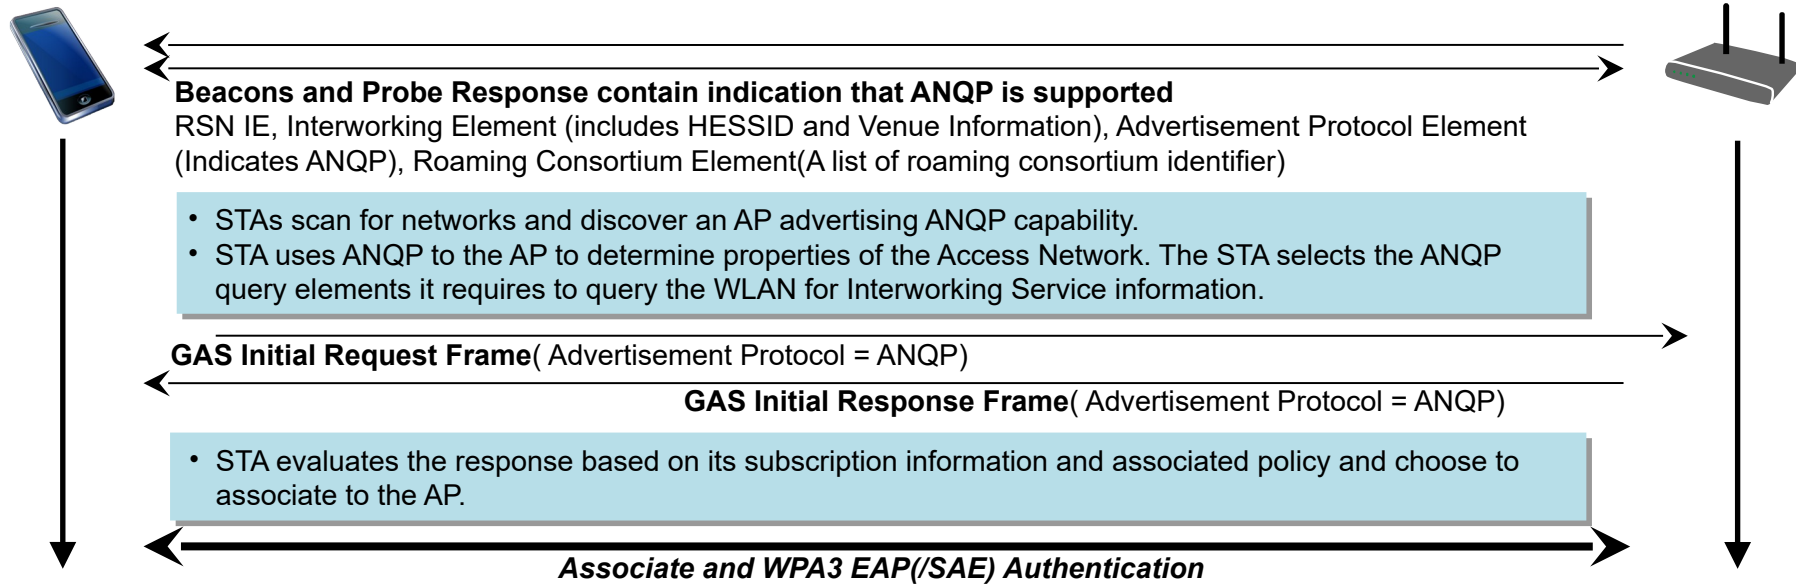 Beacons and Probe Response contain indication that ANQP is supported
RSN IE, Interworking Element (includes HESSID and Venue Information), Advertisement Protocol Element
(Indicates ANQP), Roaming Consortium Element(A list of roaming consortium identifier)
• STAs scan for networks and discover an AP advertising ANQP capability.
• STA uses ANQP to the AP to determine properties of the Access Network. The STA selects the ANQP
query elements it requires to query the WLAN for Interworking Service information.
GAS Initial Request Frame( Advertisement Protocol = ANQP)
GAS Initial Response Frame( Advertisement Protocol = ANQP)
• STA evaluates the response based on its subscription information and associated policy and choose to
associate to the AP.
Associate and WPA3 EAP(/SAE) Authentication